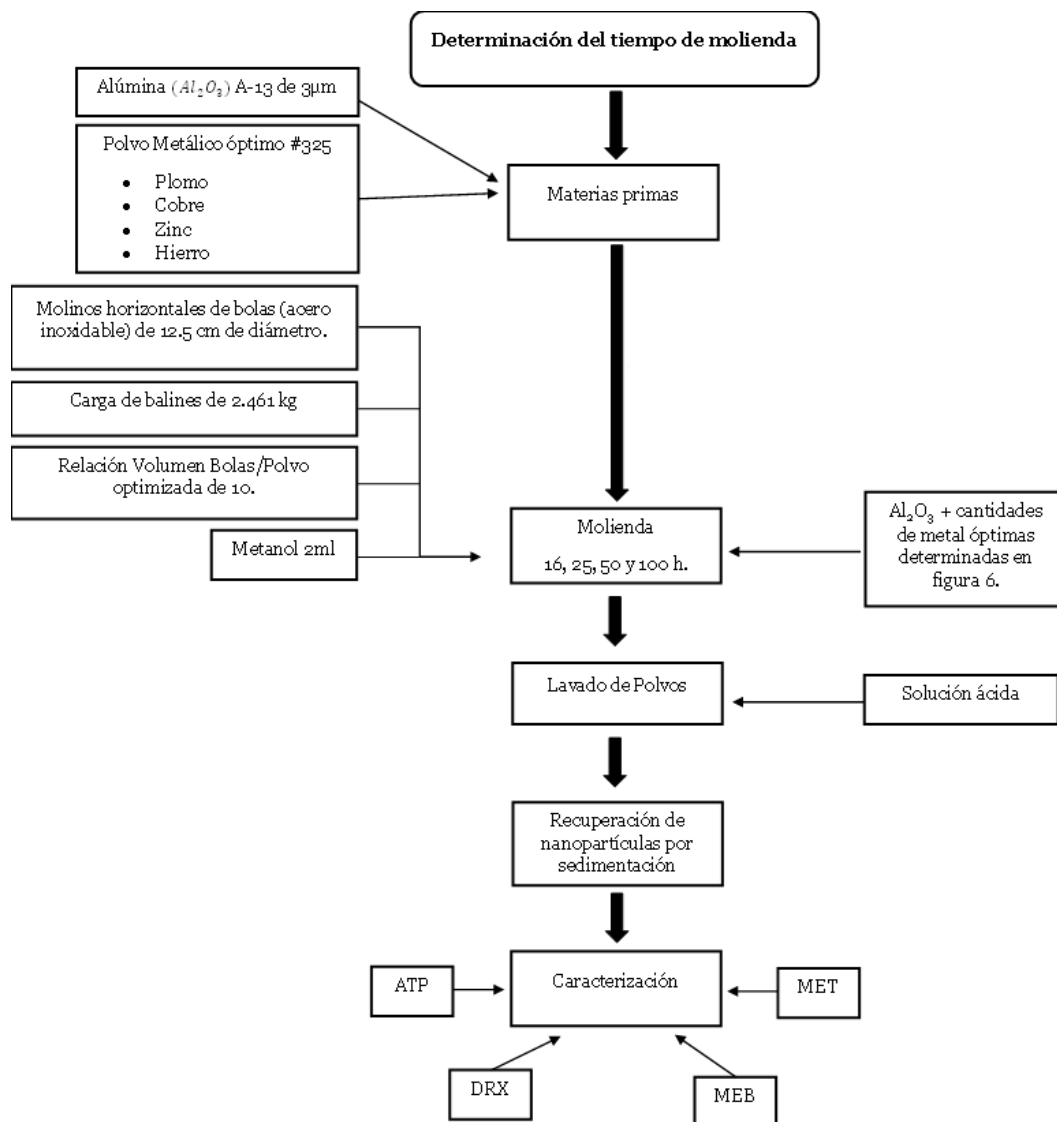 Determinación del tiempo de molienda
Alúmina (Al₂O₃) A-13 de 3µm
Polvo Metálico óptimo #325
• Plomo
• Cobre
• Zinc
• Hierro
Materias primas
Molinos horizontales de bolas (acero
inoxidable) de 12.5 cm de diámetro.
Carga de balines de 2.461 kg
Relación Volumen Bolas/Polvo
optimizada de 10.
Metanol 2ml
Molienda
16, 25, 50 y 100 h.
Al₂O₃ + cantidades
de metal óptimas
determinadas en
figura 6.
Lavado de Polvos
Solución ácida
Recuperación de
nanopartículas por
sedimentación
Caracterización
ATP
MET
DRX
MEB